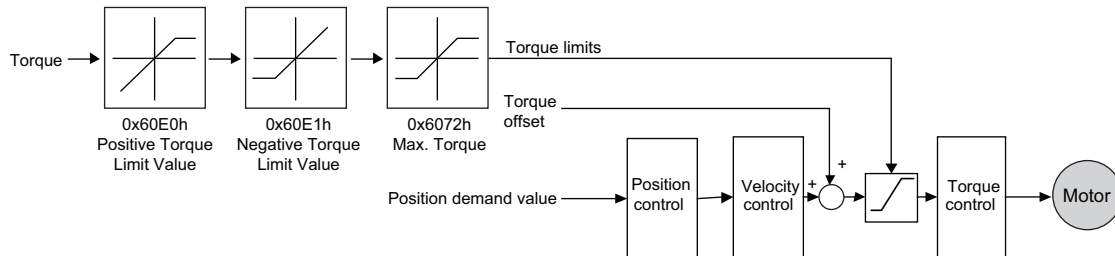 Torque
0x60E0h
Positive Torque
Limit Value
0x60E1h
Negative Torque
Limit Value
0x6072h
Max. Torque
Torque limits
Torque
offset
Position demand value
Position
control
Velocity
control
+
+
Torque
control
Motor